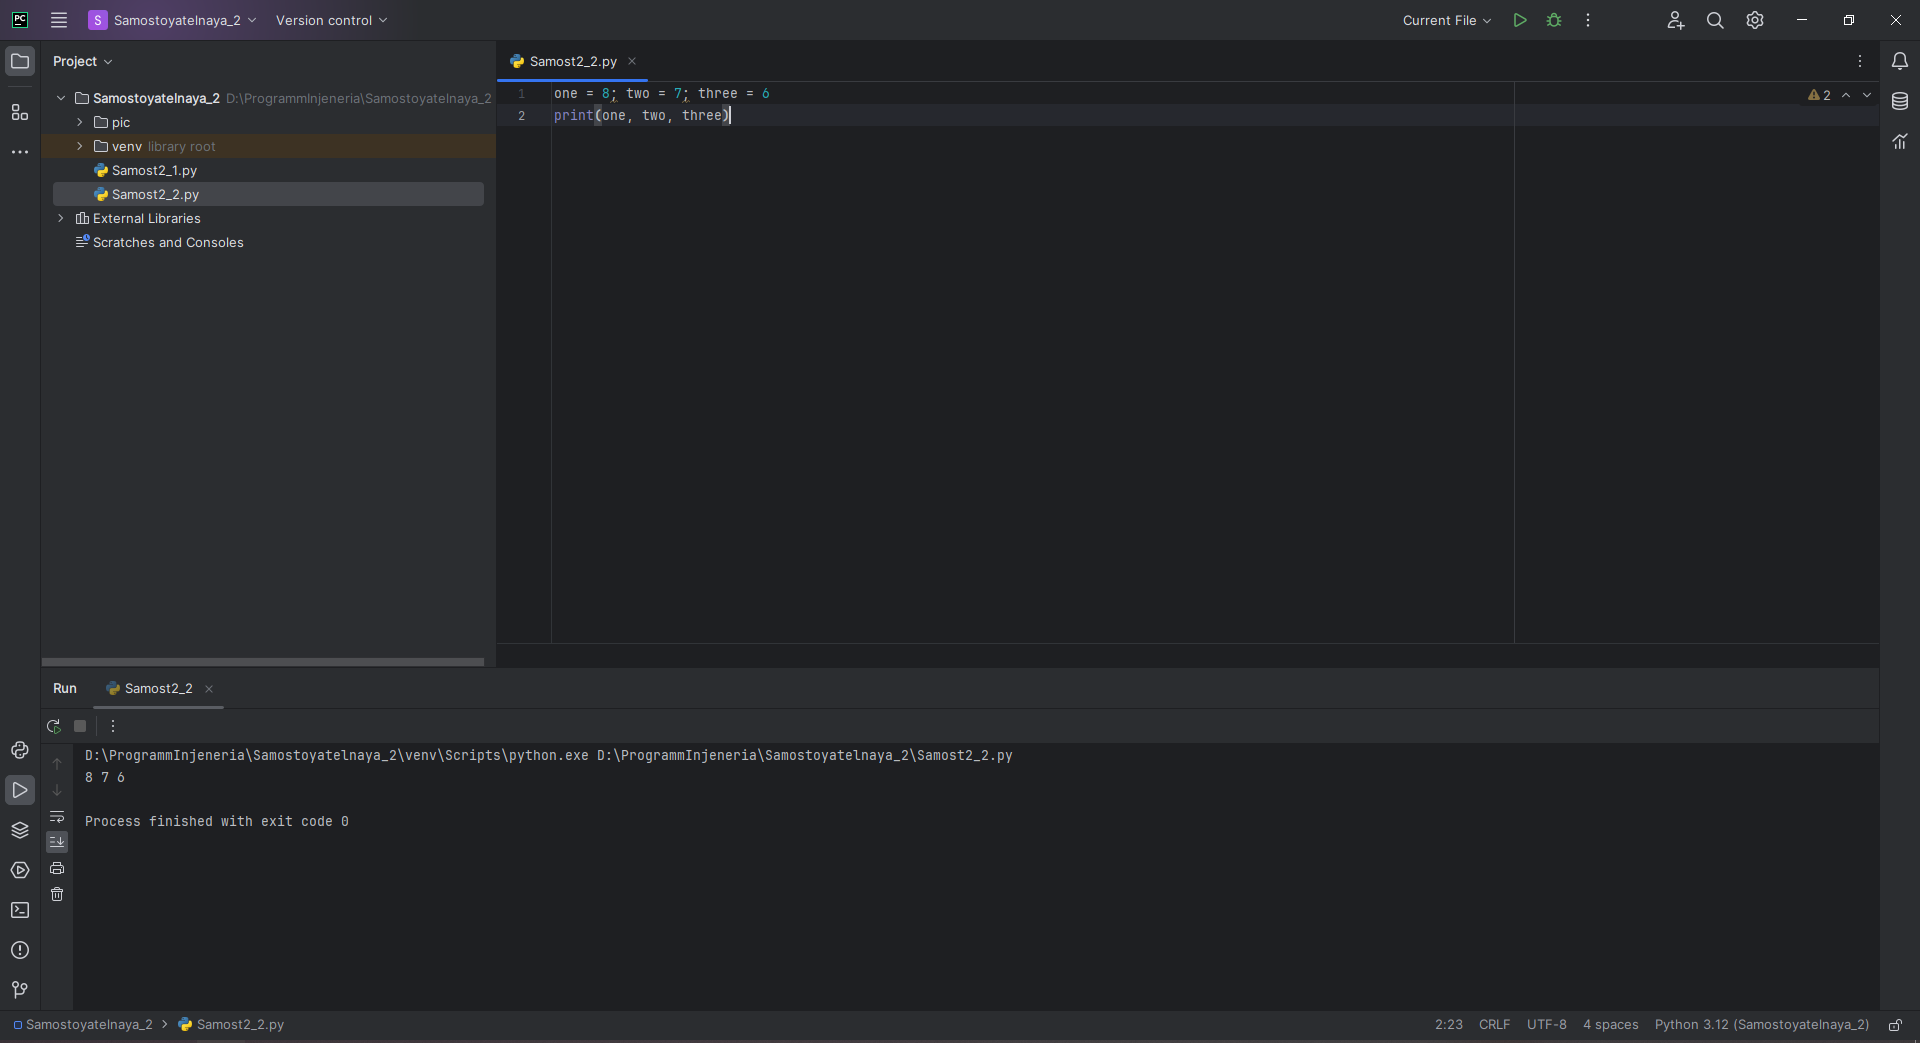 PC S Samostoyatelnaya_2 Version control Current File
Project
Samostoyatelnaya_2 D:\ProgrammInjeneria\Samostoyatelnaya_2
pic
venv library root
Samost2_1.py
Samost2_2.py
External Libraries
Scratches and Consoles
Samost2_2.py
1 one = 8; two = 7; three = 6
2 print(one, two, three)
2
Run Samost2_2
D:\ProgrammInjeneria\Samostoyatelnaya_2\venv\Scripts\python.exe D:\ProgrammInjeneria\Samostoyatelnaya_2\Samost2_2.py
8 7 6
Process finished with exit code 0
Samostoyatelnaya_2 > Samost2_2.py 2:23 CRLF UTF-8 4 spaces Python 3.12 (Samostoyatelnaya_2)